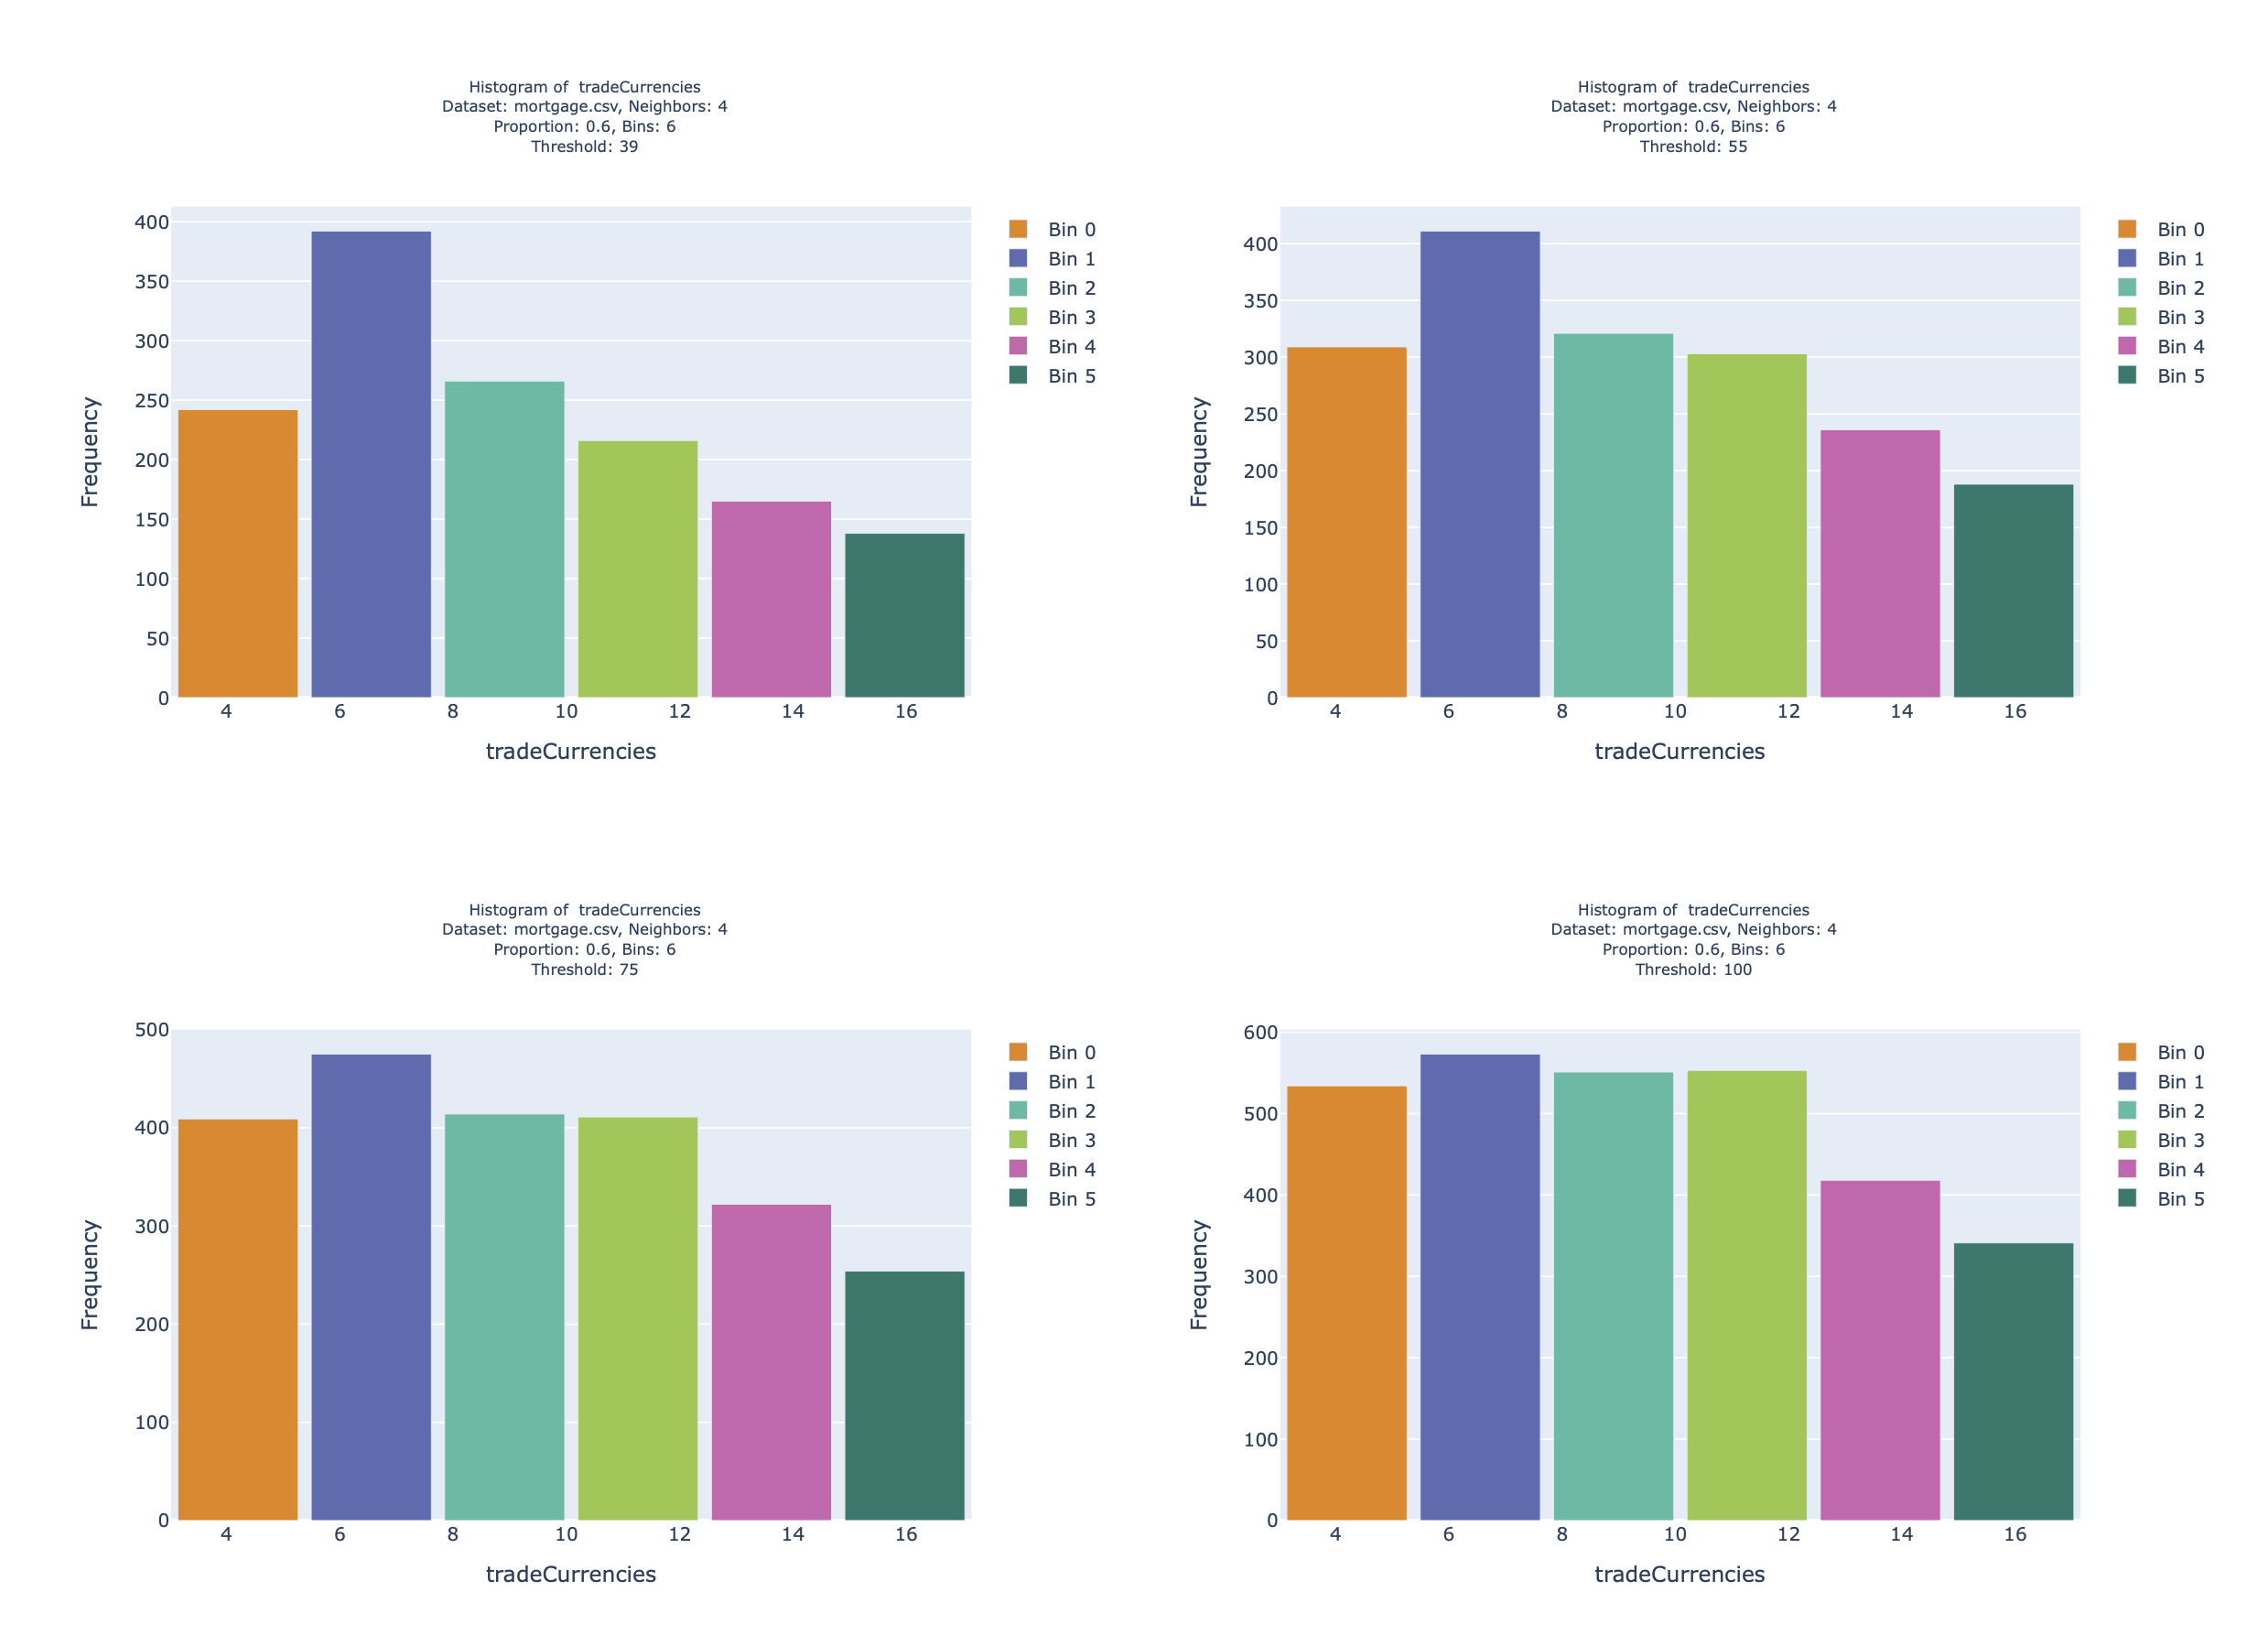 Histogram of  tradeCurrencies
Dataset: mortgage.csv, Neighbors: 4
Proportion: 0.6, Bins: 6
Threshold: 39
400
350
300
250
200
150
100
50
0
Frequency
4 6 8 10 12 14 16
tradeCurrencies
Bin 0
Bin 1
Bin 2
Bin 3
Bin 4
Bin 5
Histogram of  tradeCurrencies
Dataset: mortgage.csv, Neighbors: 4
Proportion: 0.6, Bins: 6
Threshold: 55
400
350
300
250
200
150
100
50
0
Frequency
4 6 8 10 12 14 16
tradeCurrencies
Bin 0
Bin 1
Bin 2
Bin 3
Bin 4
Bin 5
Histogram of  tradeCurrencies
Dataset: mortgage.csv, Neighbors: 4
Proportion: 0.6, Bins: 6
Threshold: 75
500
400
300
200
100
0
Frequency
4 6 8 10 12 14 16
tradeCurrencies
Bin 0
Bin 1
Bin 2
Bin 3
Bin 4
Bin 5
Histogram of  tradeCurrencies
Dataset: mortgage.csv, Neighbors: 4
Proportion: 0.6, Bins: 6
Threshold: 100
600
500
400
300
200
100
0
Frequency
4 6 8 10 12 14 16
tradeCurrencies
Bin 0
Bin 1
Bin 2
Bin 3
Bin 4
Bin 5